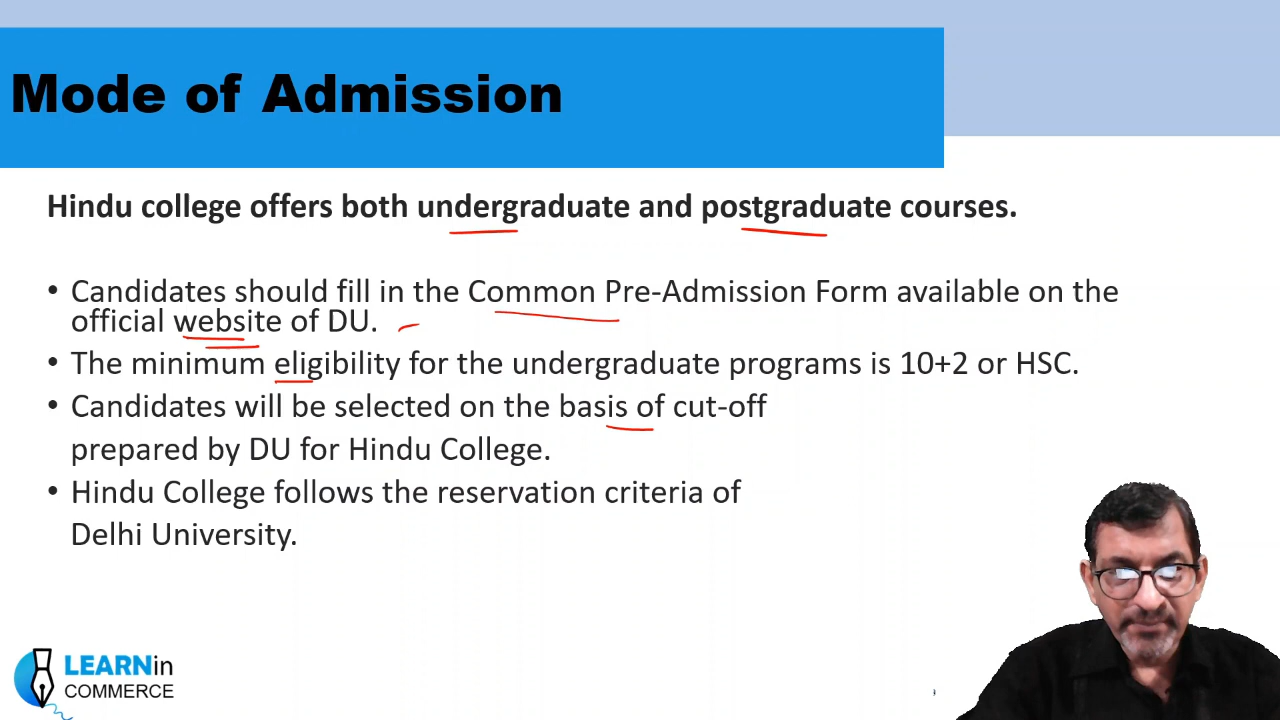 Mode of Admission
Hindu college offers both undergraduate and postgraduate courses.
• Candidates should fill in the Common Pre-Admission Form available on the
official website of DU.
• The minimum eligibility for the undergraduate programs is 10+2 or HSC.
• Candidates will be selected on the basis of cut-off
prepared by DU for Hindu College.
• Hindu College follows the reservation criteria of
Delhi University.
LEARNin
COMMERCE